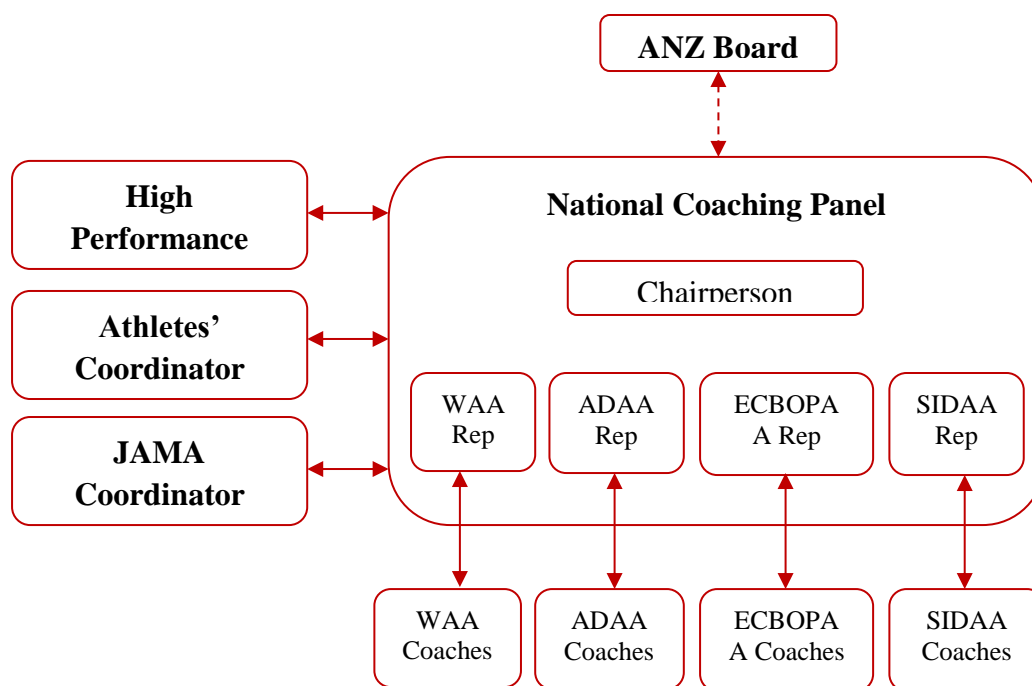 ANZ Board
High
Performance
National Coaching Panel
Chairperson
Athletes’
Coordinator
JAMA
Coordinator
WAA
Rep
ADAA
Rep
ECBOPA
A Rep
SIDAA
Rep
WAA
Coaches
ADAA
Coaches
ECBOPA
A Coaches
SIDAA
Coaches